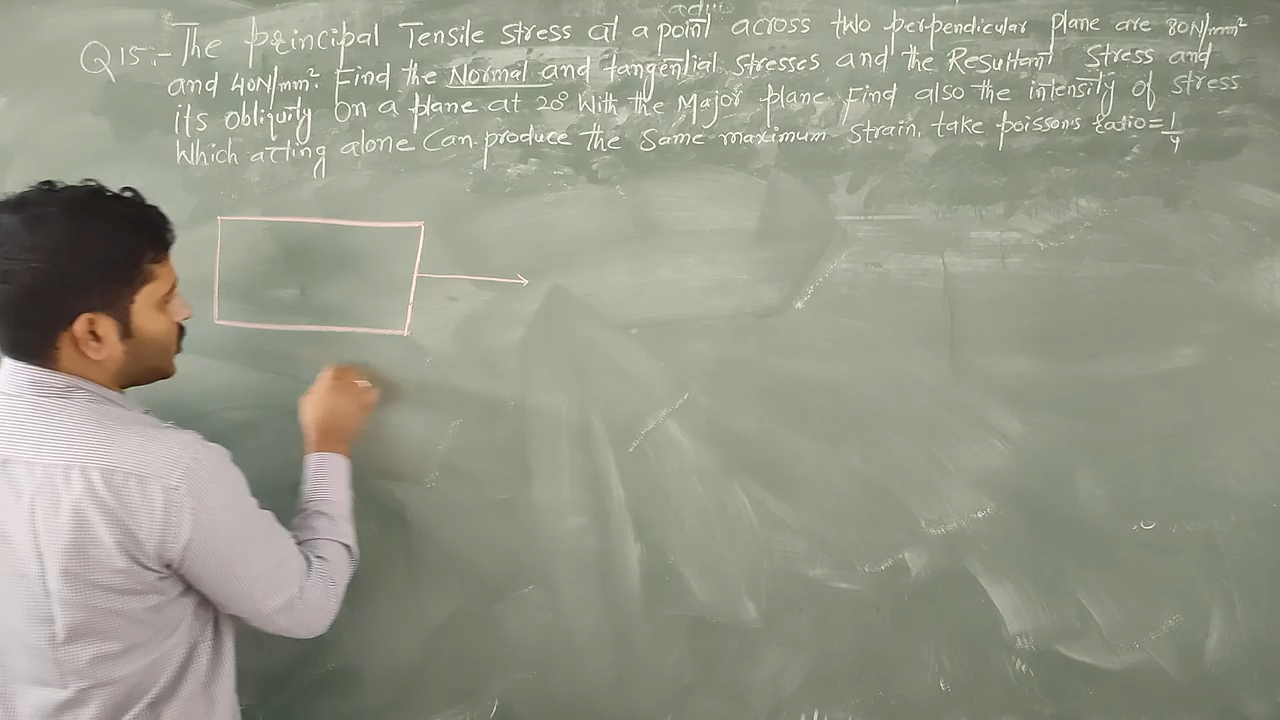 Q15:- The principal Tensile stress at a point across two perpendicular plane are 80N/mm²
and 40N/mm². Find the Normal and tangential stresses and the Resultant Stress and
its obliquity on a plane at 20° With the Major plane. Find also the intensity of stress
Which acting alone Can produce the Same maximum Strain, take poisson's ratio = 1/4